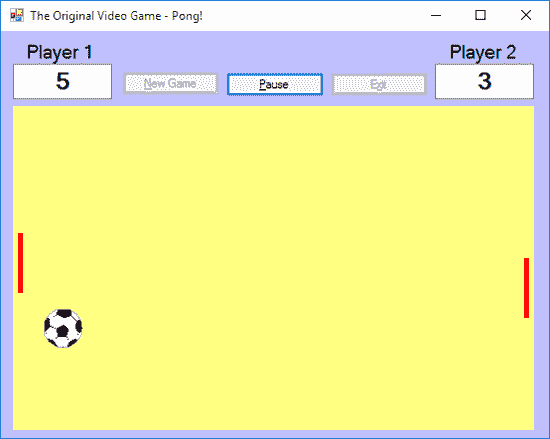 The Original Video Game - Pong!
Player 1
Player 2
5
New Game
Pause
Exit
3